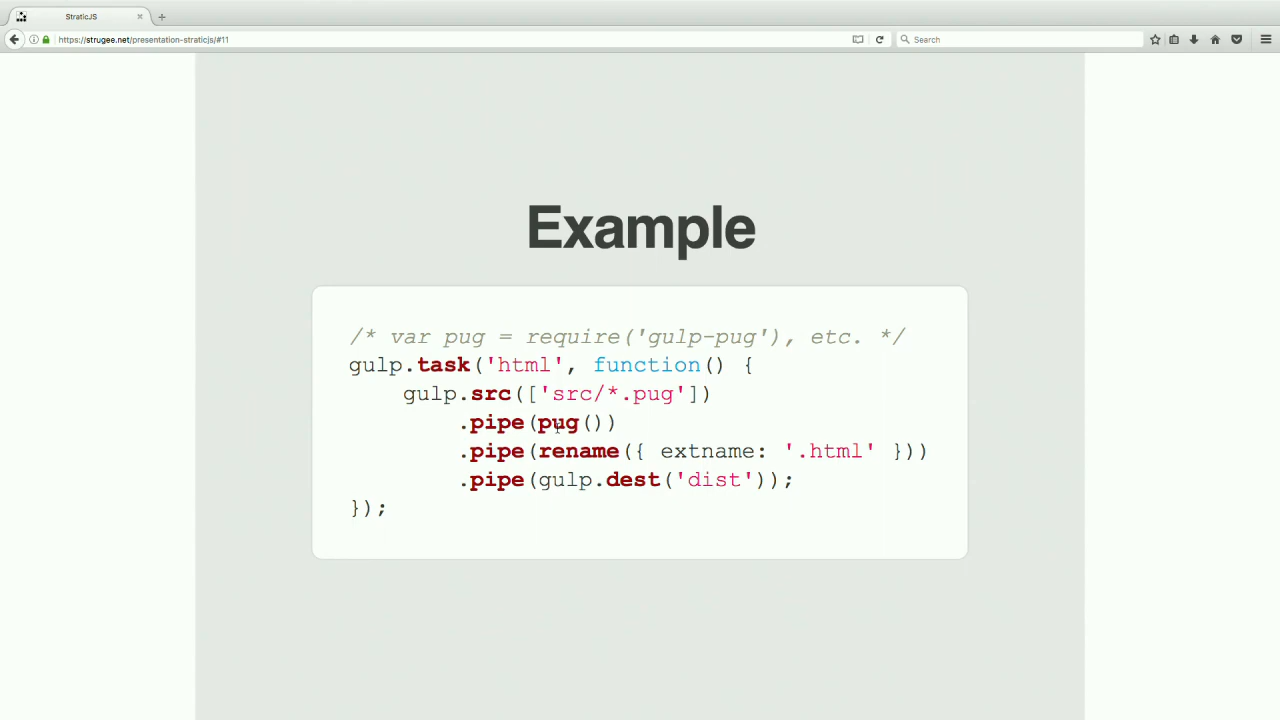 StraticJS
https://strugee.net/presentation-straticjs/#11
Search
Example
/* var pug = require('gulp-pug'), etc. */
gulp.task('html', function() {
    gulp.src(['src/*.pug'])
        .pipe(pug())
        .pipe(rename({ extname: '.html' }))
        .pipe(gulp.dest('dist'));
});